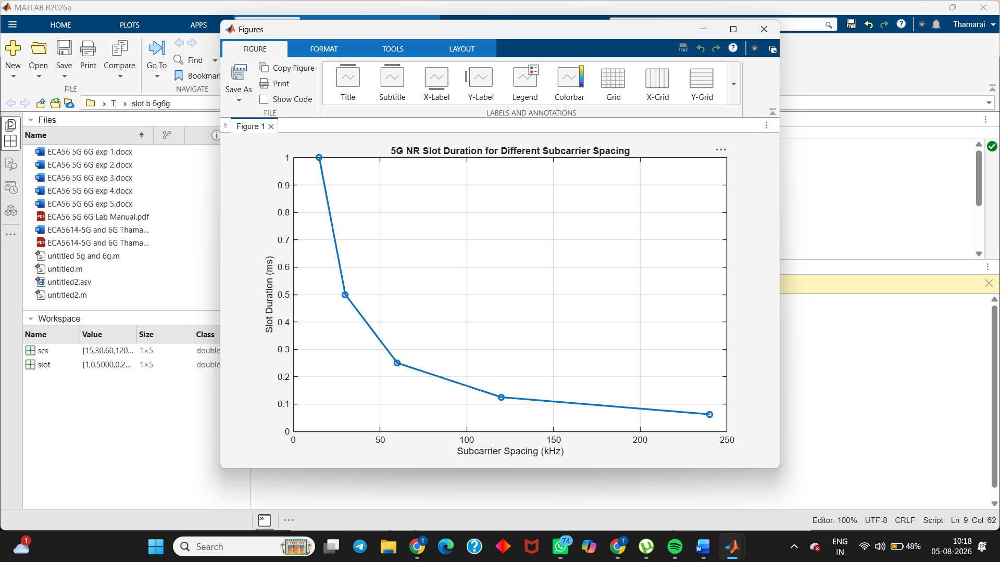 MATLAB R2026a
HOME PLOTS APPS
Thamarai
New Open Save Print Compare Go To Find
Bookmar
FILE NAVIGATE
T: slot b 5g6g
Files
Name
ECA56 5G 6G exp 1.docx
ECA56 5G 6G exp 2.docx
ECA56 5G 6G exp 3.docx
ECA56 5G 6G exp 4.docx
ECA56 5G 6G exp 5.docx
ECA56 5G 6G Lab Manual.pdf
ECA5614-5G and 6G Thama...
ECA5614-5G and 6G Thama...
untitled 5g and 6g.m
untitled.m
untitled2.asv
untitled2.m
Workspace
Name Value Size Class
scs [15,30,60,120... 1×5 double
slot [1,0.5000,0.2... 1×5 double
Figures
FIGURE FORMAT TOOLS LAYOUT
Save As
Copy Figure
Print
Show Code
FILE
Title Subtitle X-Label Y-Label Legend Colorbar Grid X-Grid Y-Grid
LABELS AND ANNOTATIONS
Figure 1
5G NR Slot Duration for Different Subcarrier Spacing
1
0.9
0.8
0.7
0.6
0.5
0.4
0.3
0.2
0.1
0
Slot Duration (ms)
0 50 100 150 200 250
Subcarrier Spacing (kHz)
Editor: 100% UTF-8 CRLF Script Ln 9 Col 62
1
Search
T
74
T
ENG
IN
48%
10:18
05-08-2026